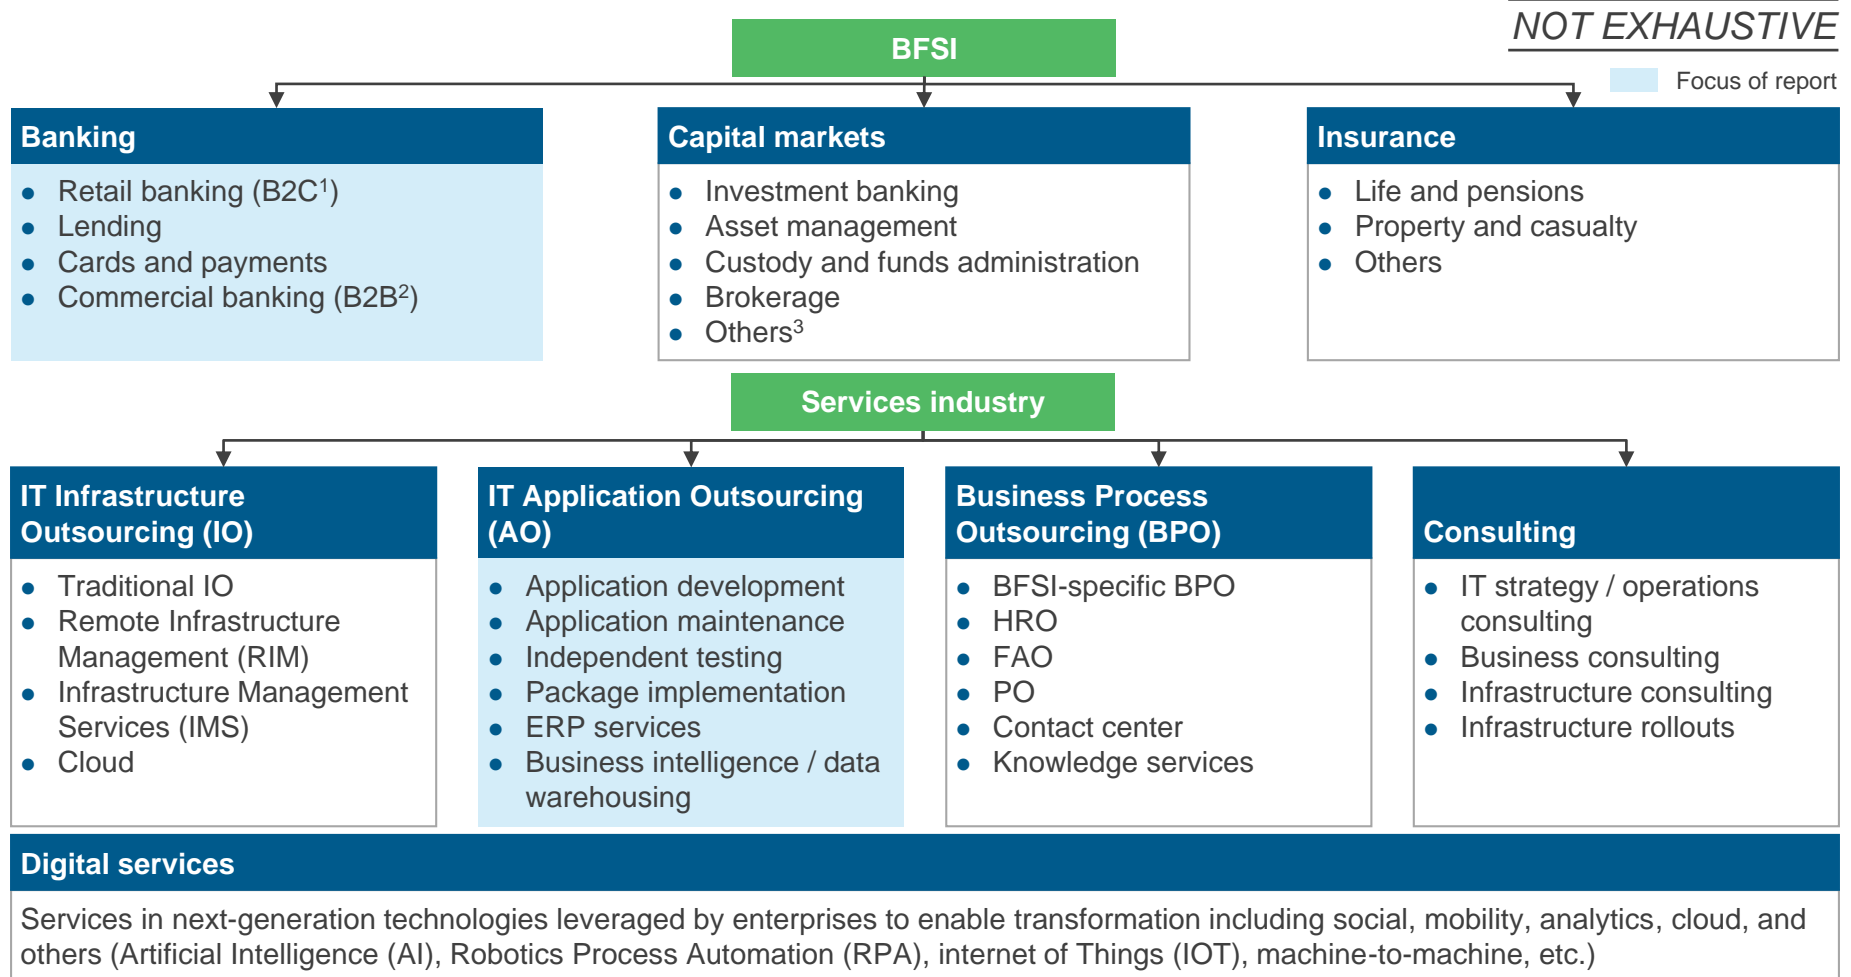 NOT EXHAUSTIVE
BFSI
Focus of report
Banking
● Retail banking (B2C¹)
● Lending
● Cards and payments
● Commercial banking (B2B²)
Capital markets
● Investment banking
● Asset management
● Custody and funds administration
● Brokerage
● Others³
Insurance
● Life and pensions
● Property and casualty
● Others
Services industry
IT Infrastructure
Outsourcing (IO)
● Traditional IO
● Remote Infrastructure
Management (RIM)
● Infrastructure Management
Services (IMS)
● Cloud
IT Application Outsourcing
(AO)
● Application development
● Application maintenance
● Independent testing
● Package implementation
● ERP services
● Business intelligence / data
warehousing
Business Process
Outsourcing (BPO)
● BFSI-specific BPO
● HRO
● FAO
● PO
● Contact center
● Knowledge services
Consulting
● IT strategy / operations
consulting
● Business consulting
● Infrastructure consulting
● Infrastructure rollouts
Digital services
Services in next-generation technologies leveraged by enterprises to enable transformation including social, mobility, analytics, cloud, and
others (Artificial Intelligence (AI), Robotics Process Automation (RPA), internet of Things (IOT), machine-to-machine, etc.)